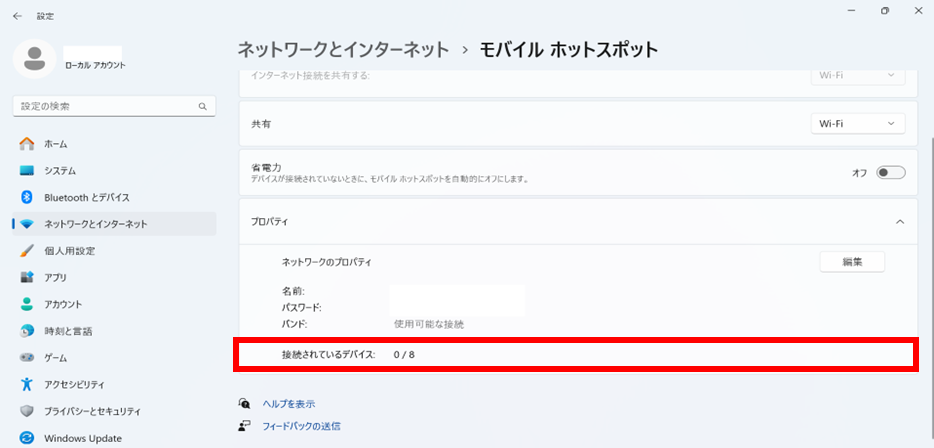 設定
ローカル アカウント
設定の検索
ホーム
システム
Bluetooth とデバイス
ネットワークとインターネット
個人用設定
アプリ
アカウント
時刻と言語
ゲーム
アクセシビリティ
プライバシーとセキュリティ
Windows Update
ネットワークとインターネット › モバイル ホットスポット
インターネット接続を共有する: Wi-Fi
共有 Wi-Fi
省電力
デバイスが接続されていないときに、モバイル ホットスポットを自動的にオフにします。 オフ
プロパティ
ネットワークのプロパティ 編集
名前:
パスワード:
バンド: 使用可能な接続
接続されているデバイス: 0 / 8
ヘルプを表示
フィードバックの送信